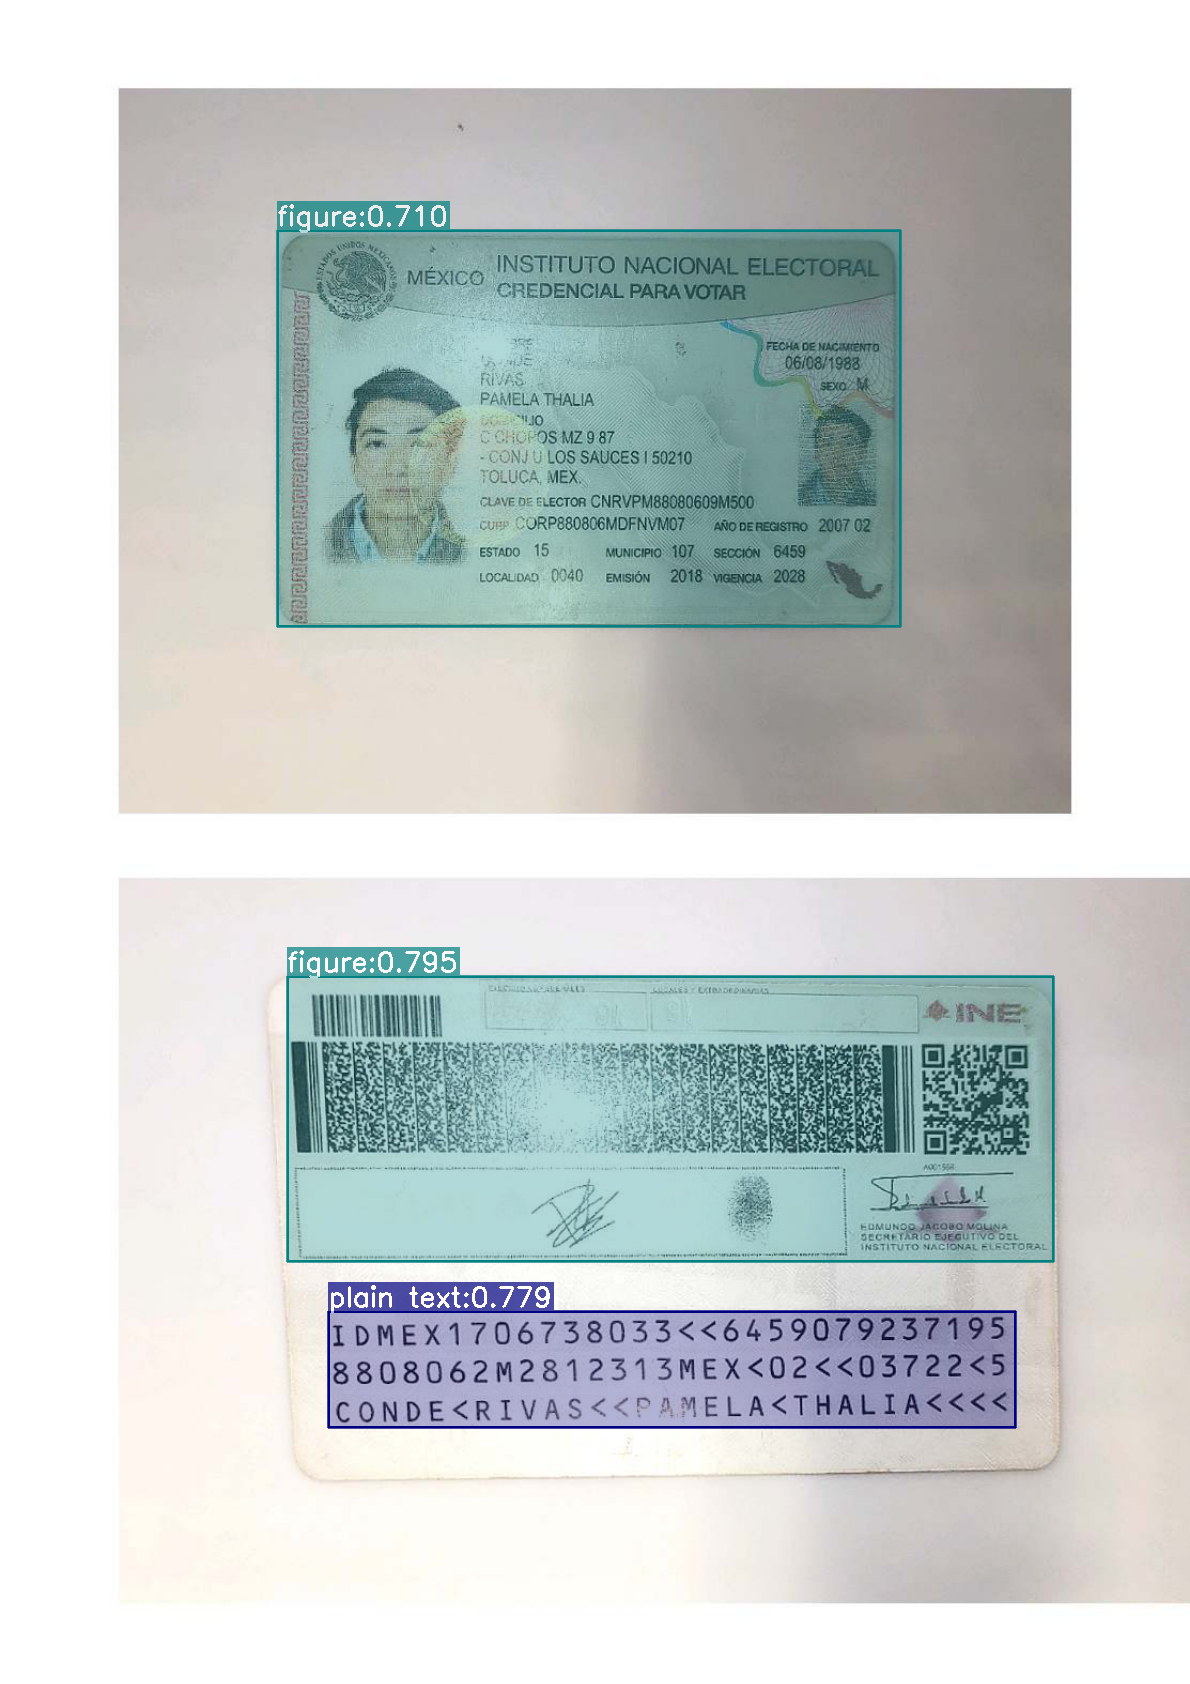 figure:0.710
MÉXICO
INSTITUTO NACIONAL ELECTORAL
CREDENCIAL PARA VOTAR
FECHA DE NACIMIENTO
06/08/1988
SEXO M
RIVAS
PAMELA THALIA
DOMICILIO
C CHOPOS MZ 9 87
- CONJ U LOS SAUCES I 50210
TOLUCA, MEX.
CLAVE DE ELECTOR CNRVPM88080609M500
CURP CORP880806MDFNVM07 AÑO DE REGISTRO 2007 02
ESTADO 15 MUNICIPIO 107 SECCIÓN 6459
LOCALIDAD 0040 EMISIÓN 2018 VIGENCIA 2028
figure:0.795
LOCALES Y EXTRAORDINARIAS
INE
EDMUNDO JACOBO MOLINA
SECRETARIO EJECUTIVO DEL
INSTITUTO NACIONAL ELECTORAL
plain text:0.779
IDMEX1706738033<<6459079237195
8808062M2812313MEX<02<<03722<5
CONDE<RIVAS<<PAMELA<THALIA<<<<